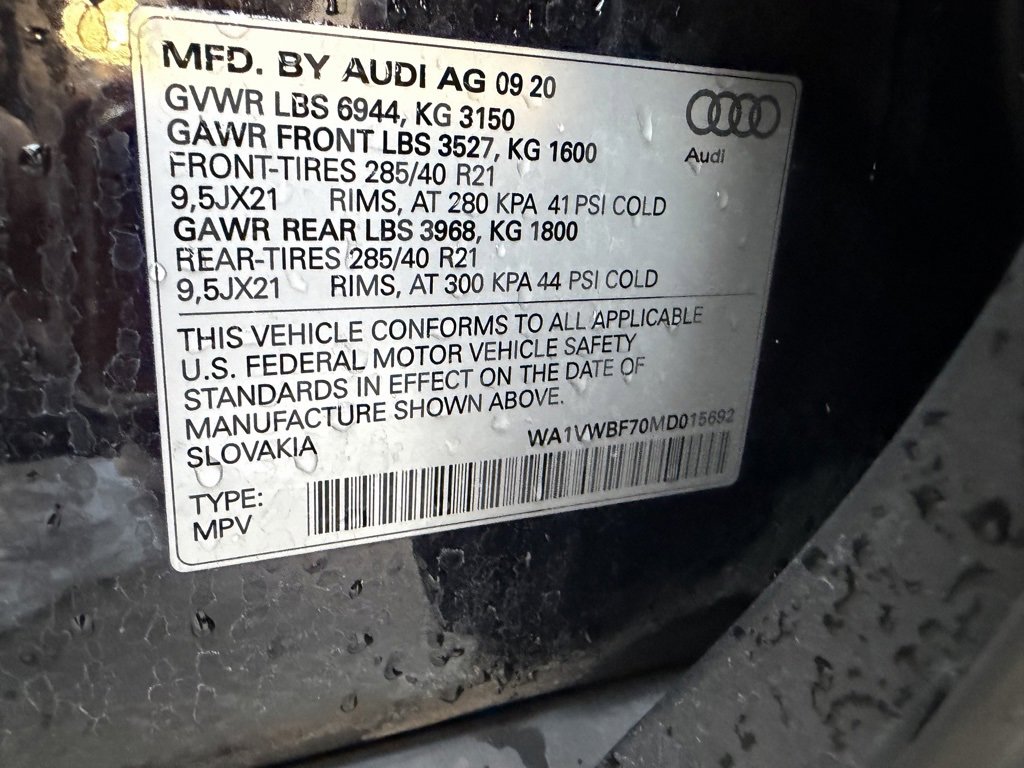 MFD. BY AUDI AG 09 20
GVWR LBS 6944, KG 3150
GAWR FRONT LBS 3527, KG 1600
FRONT-TIRES 285/40 R21
9,5JX21 RIMS, AT 280 KPA 41 PSI COLD
GAWR REAR LBS 3968, KG 1800
REAR-TIRES 285/40 R21
9,5JX21 RIMS, AT 300 KPA 44 PSI COLD
Audi
THIS VEHICLE CONFORMS TO ALL APPLICABLE
U.S. FEDERAL MOTOR VEHICLE SAFETY
STANDARDS IN EFFECT ON THE DATE OF
MANUFACTURE SHOWN ABOVE.
SLOVAKIA WA1VWBF70MD015692
TYPE:
MPV